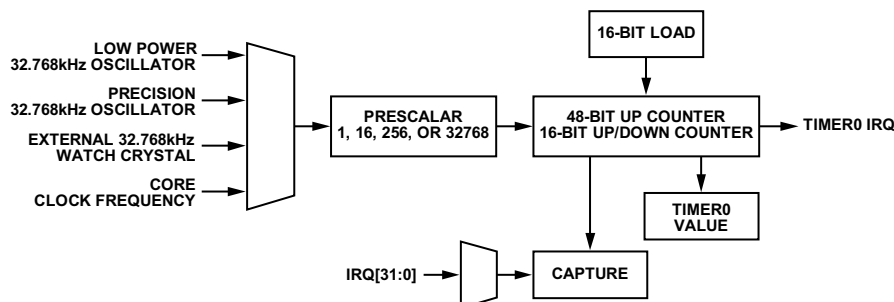 16-BIT LOAD
LOW POWER
32.768kHz OSCILLATOR
PRECISION
32.768kHz OSCILLATOR
EXTERNAL 32.768kHz
WATCH CRYSTAL
CORE
CLOCK FREQUENCY
PRESCALAR
1, 16, 256, OR 32768
48-BIT UP COUNTER
16-BIT UP/DOWN COUNTER
TIMER0 IRQ
TIMER0
VALUE
IRQ[31:0]
CAPTURE